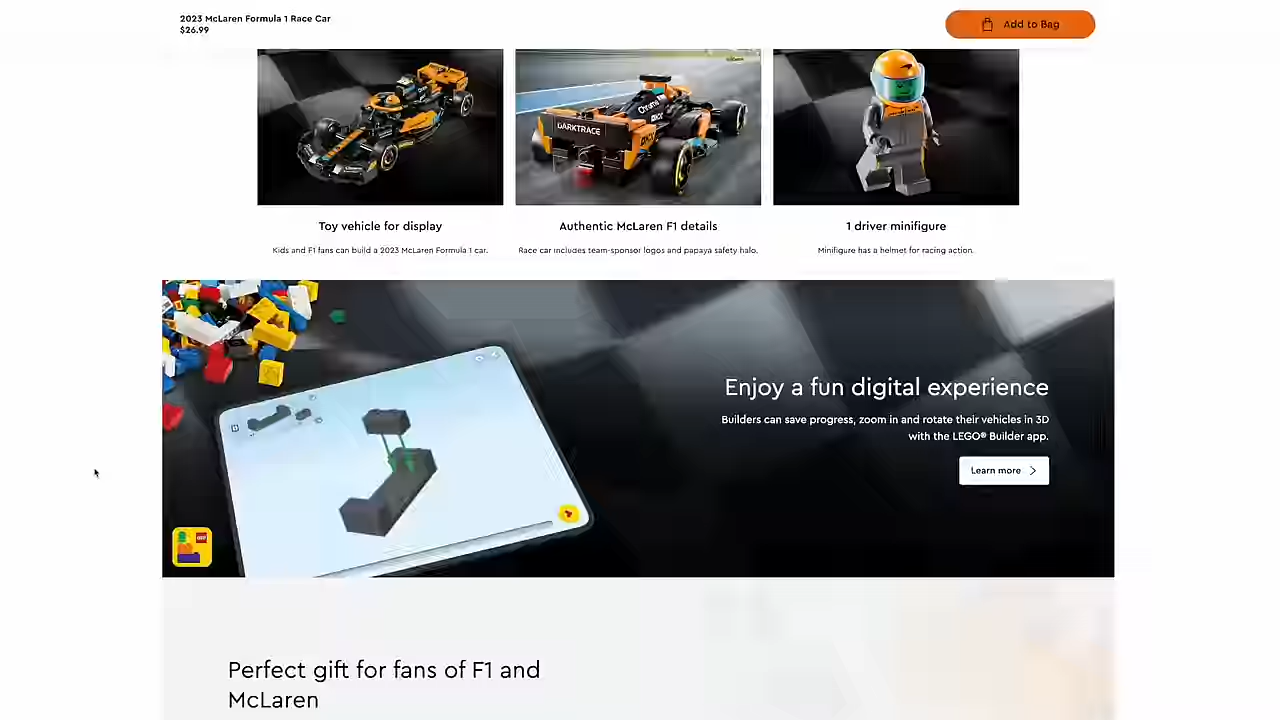 2023 McLaren Formula 1 Race Car
$26.99
Add to Bag
DARKTRACE
Chrome
OKX
Toy vehicle for display
Authentic McLaren F1 details
1 driver minifigure
Kids and F1 fans can build a 2023 McLaren Formula 1 car.
Race car includes team-sponsor logos and papaya safety halo.
Minifigure has a helmet for racing action.
Enjoy a fun digital experience
Builders can save progress, zoom in and rotate their vehicles in 3D
with the LEGO® Builder app.
Learn more
Perfect gift for fans of F1 and
McLaren